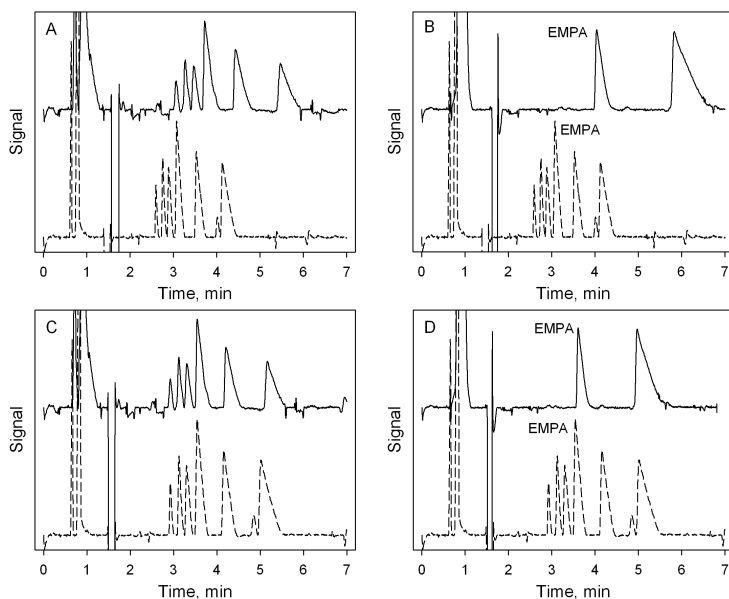 A
Signal
0 1 2 3 4 5 6 7
Time, min
B
EMPA
EMPA
Signal
0 1 2 3 4 5 6 7
Time, min
C
Signal
0 1 2 3 4 5 6 7
Time, min
D
EMPA
EMPA
Signal
0 1 2 3 4 5 6 7
Time, min